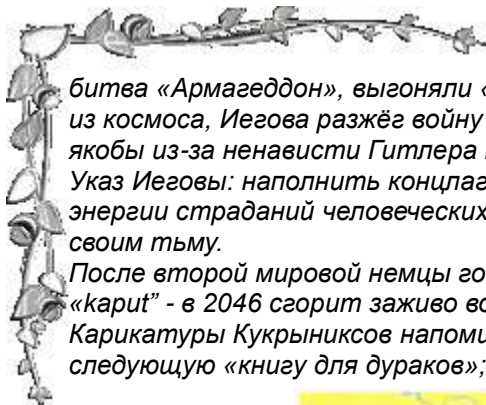 битва «Армагеддон», выгоняли «
из космоса, Иегова разжёг войну
якобы из-за ненависти Гитлера
Указ Иеговы: наполнить концлаг
энергии страданий человеческих
своим тьму.
После второй мировой немцы го
«kaput” - в 2046 сгорит заживо во
Карикатуры Кукрыниксов напоми
следующую «книгу для дураков»;